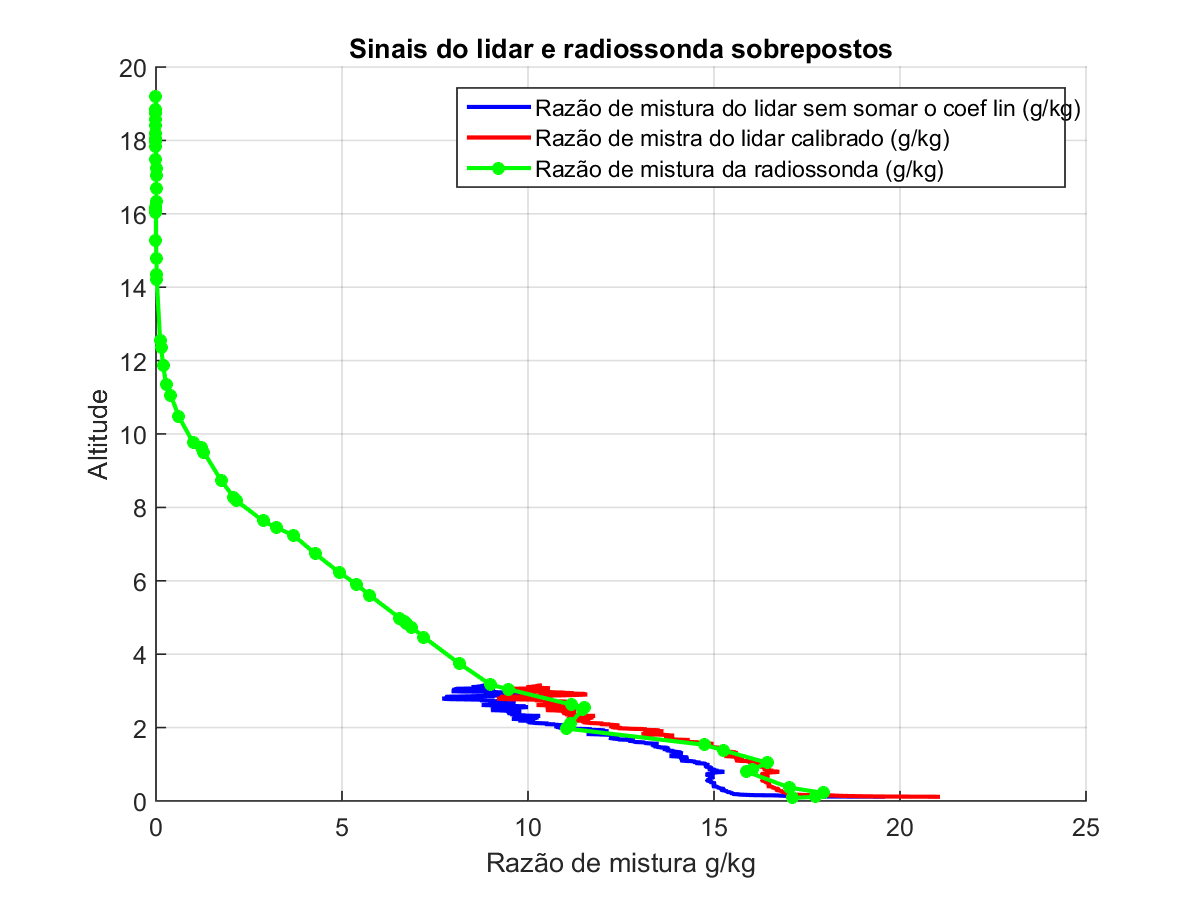 Sinais do lidar e radiossonda sobrepostos
20
18
16
14
12
10
8
6
4
2
0
Altitude
Razão de mistura do lidar sem somar o coef lin (g/kg)
Razão de mistra do lidar calibrado (g/kg)
Razão de mistura da radiossonda (g/kg)
0
5
10
15
20
25
Razão de mistura g/kg